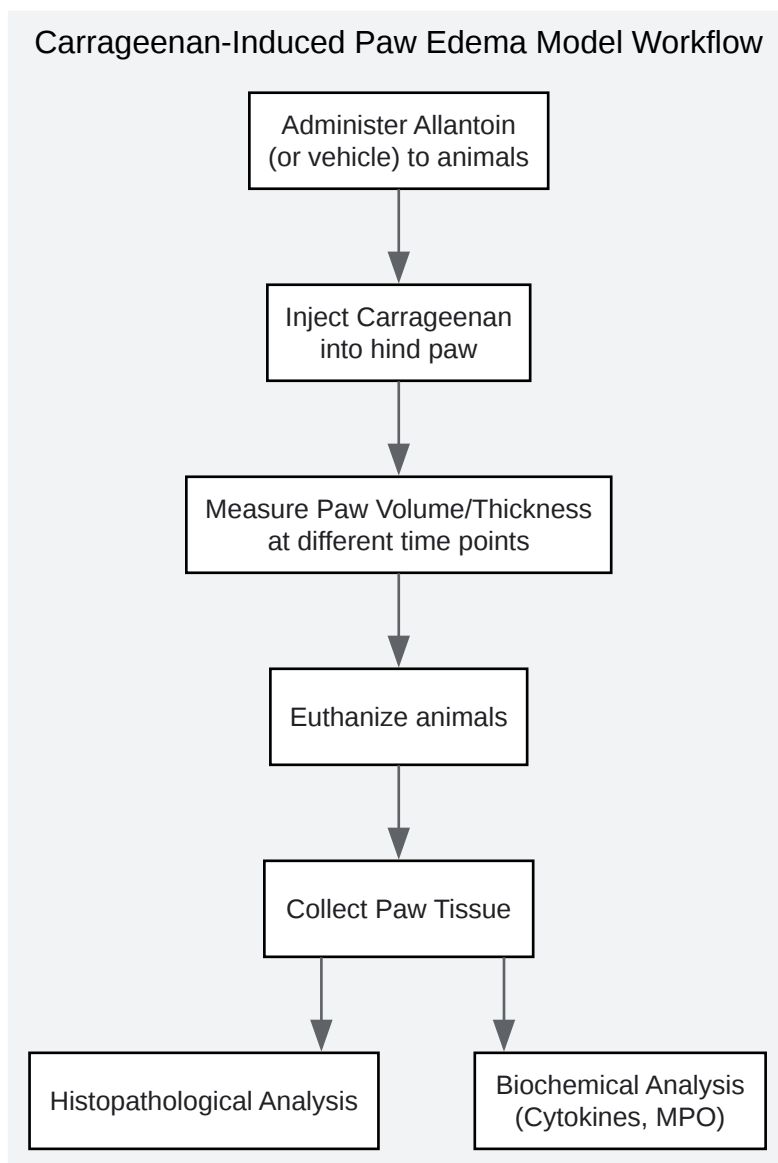 Carrageenan-Induced Paw Edema Model Workflow
Administer Allantoin
(or vehicle) to animals
Inject Carrageenan
into hind paw
Measure Paw Volume/Thickness
at different time points
Euthanize animals
Collect Paw Tissue
Histopathological Analysis
Biochemical Analysis
(Cytokines, MPO)